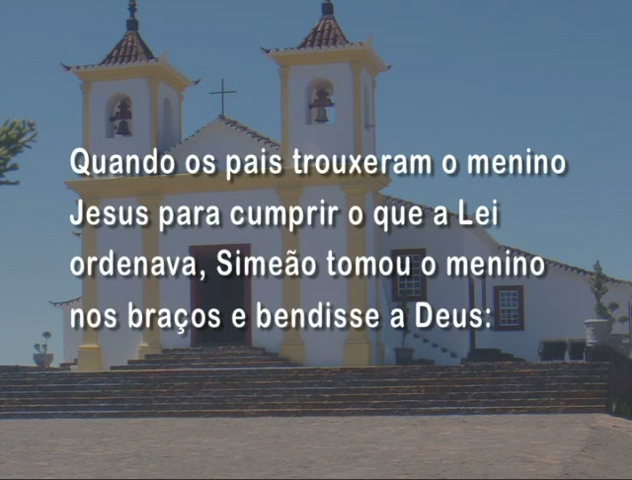 Quando os pais trouxeram o menino
Jesus para cumprir o que a Lei
ordenava, Simeão tomou o menino
nos braços e bendisse a Deus: